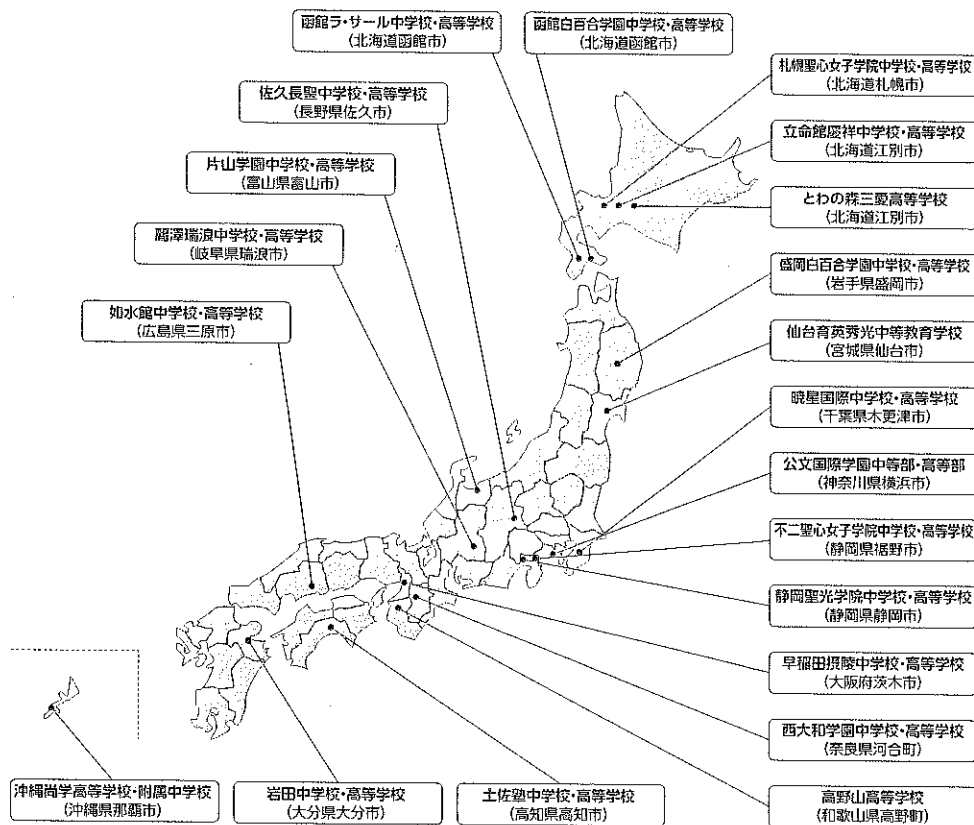 函館ラ・サール中学校・高等学校
(北海道函館市)
函館白百合学園中学校・高等学校
(北海道函館市)
札幌聖心女子学院中学校・高等学校
(北海道札幌市)
佐久長聖中学校・高等学校
(長野県佐久市)
立命館慶祥中学校・高等学校
(北海道江別市)
片山学園中学校・高等学校
(富山県富山市)
とわの森三愛高等学校
(北海道江別市)
麗澤瑞浪中学校・高等学校
(岐阜県瑞浪市)
盛岡白百合学園中学校・高等学校
(岩手県盛岡市)
如水館中学校・高等学校
(広島県三原市)
仙台育英秀光中等教育学校
(宮城県仙台市)
暁星国際中学校・高等学校
(千葉県木更津市)
公文国際学園中等部・高等部
(神奈川県横浜市)
不二聖心女子学院中学校・高等学校
(静岡県裾野市)
静岡聖光学院中学校・高等学校
(静岡県静岡市)
早稲田摂陵中学校・高等学校
(大阪府茨木市)
西大和学園中学校・高等学校
(奈良県河合町)
沖縄尚学高等学校・附属中学校
(沖縄県那覇市)
岩田中学校・高等学校
(大分県大分市)
土佐塾中学校・高等学校
(高知県高知市)
高野山高等学校
(和歌山県高野町)